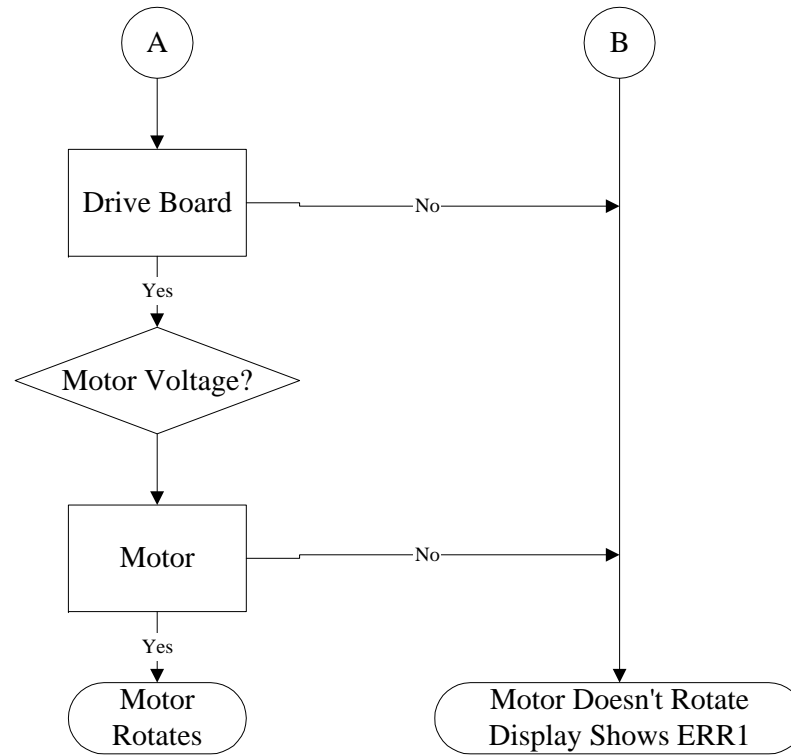 A
B
Drive Board
No
Yes
Motor Voltage?
Motor
No
Yes
Motor
Rotates
Motor Doesn't Rotate
Display Shows ERR1